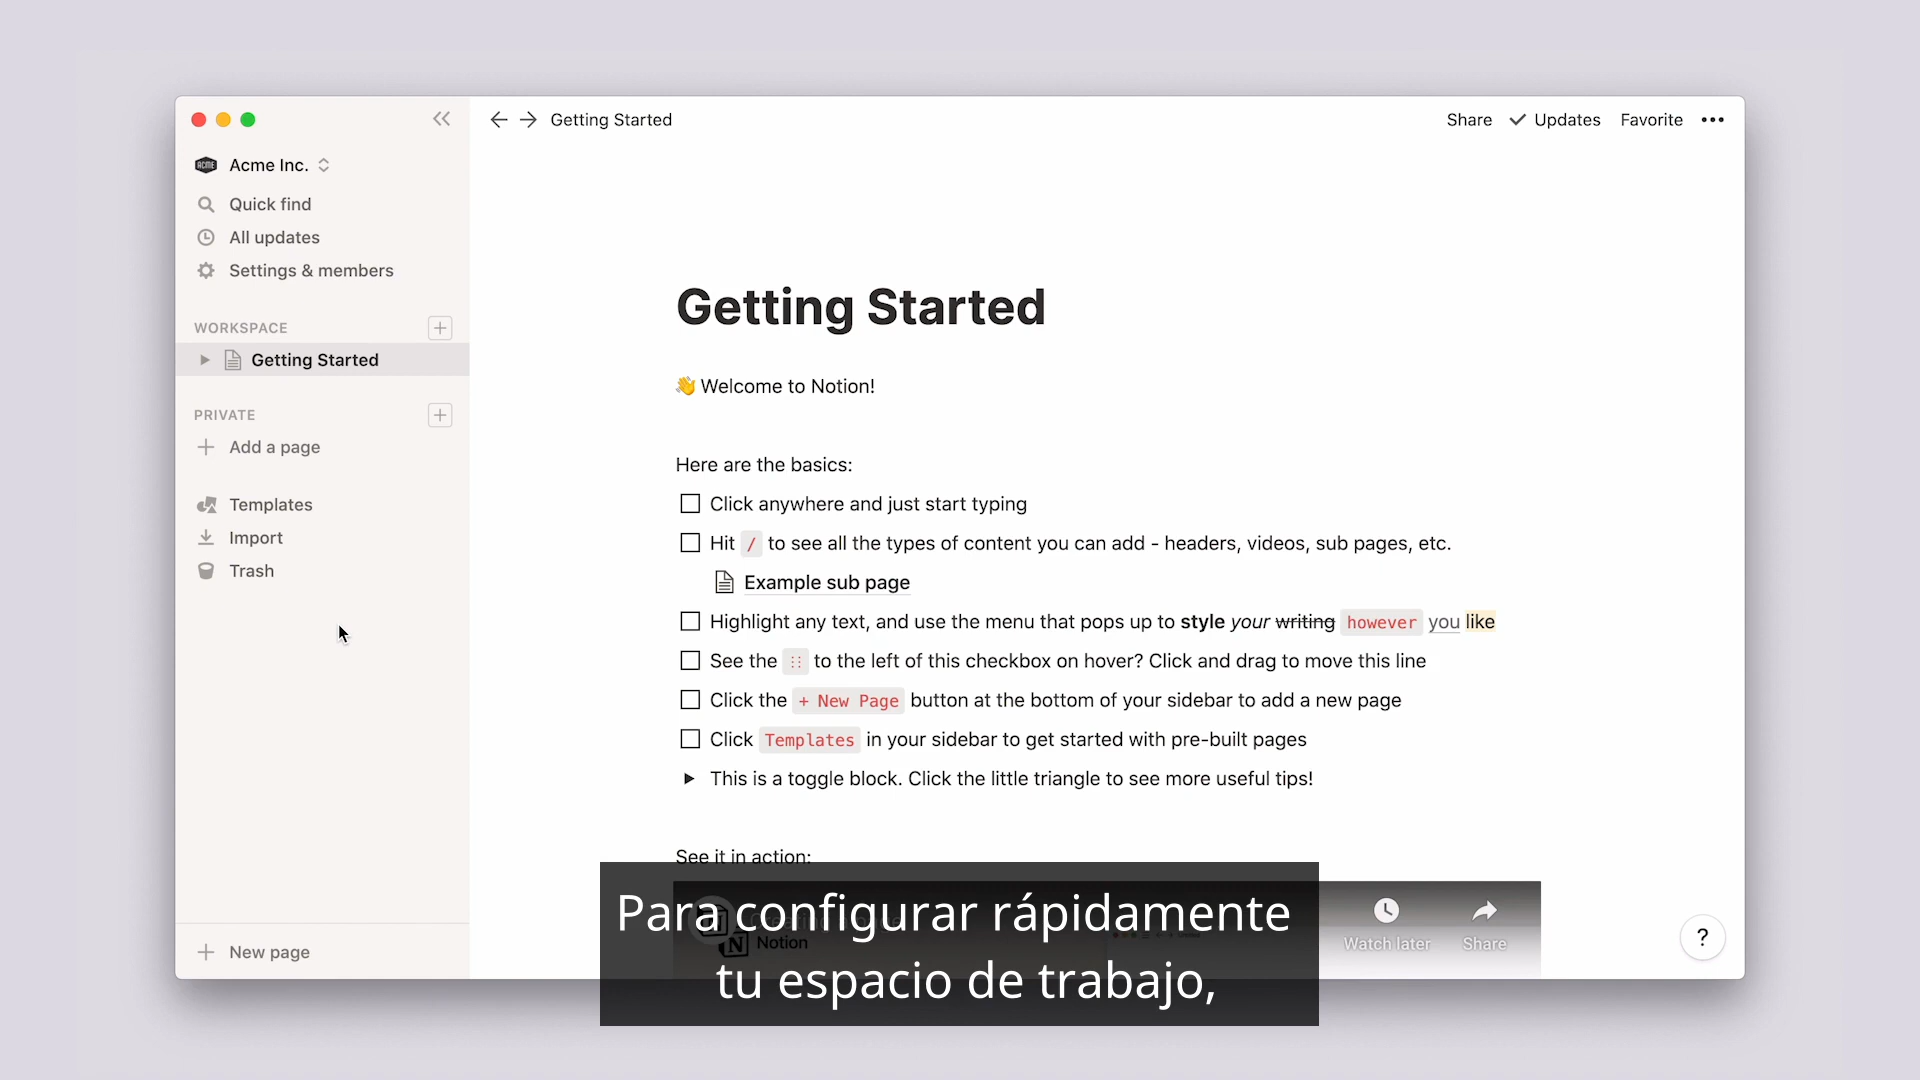 Getting Started
Share
Updates
Favorite
ACME
Acme Inc.
Quick find
All updates
Settings & members
WORKSPACE
Getting Started
PRIVATE
Add a page
Templates
Import
Trash
New page
Getting Started
👋 Welcome to Notion!
Here are the basics:
Click anywhere and just start typing
Hit / to see all the types of content you can add - headers, videos, sub pages, etc.
Example sub page
Highlight any text, and use the menu that pops up to style your writing however you like
See the ⋮⋮ to the left of this checkbox on hover? Click and drag to move this line
Click the + New Page button at the bottom of your sidebar to add a new page
Click Templates in your sidebar to get started with pre-built pages
This is a toggle block. Click the little triangle to see more useful tips!
See it in action:
Notion
Watch later
Share
?
Para configurar rápidamente
tu espacio de trabajo,